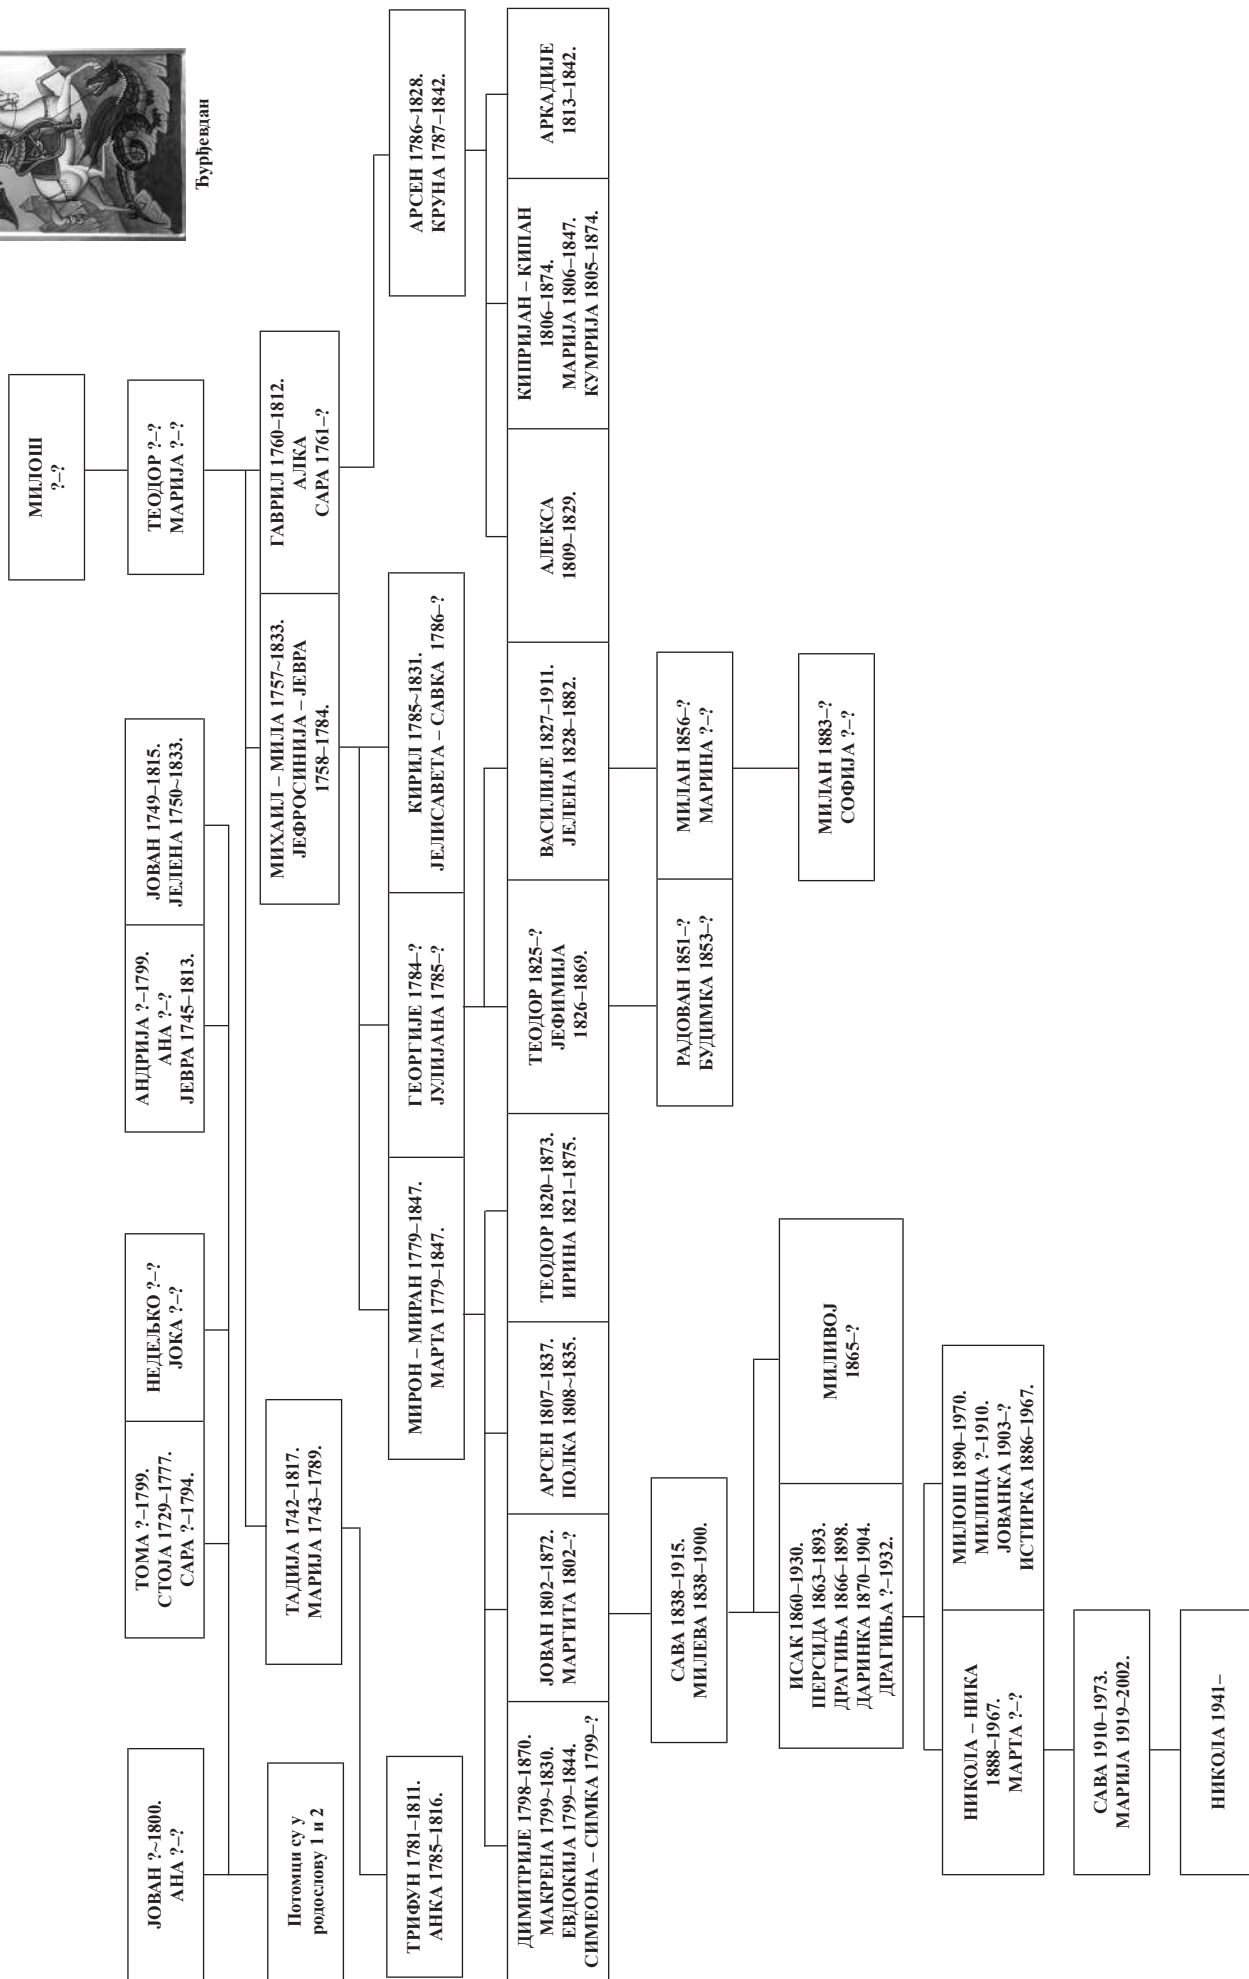 МИЛОШ
?–?
Ђурђевдан
ЈОВАН ?~1800.
АНА ?–?
ТОМА ?–1799.
СТОЈА 1729–1777.
САРА ?–1794.
НЕДЕЉКО ?–?
ЈОКА ?–?
АНДРИЈА ?–1799.
АНА ?–?
ЈЕВРА 1745–1813.
ЈОВАН 1749–1815.
ЈЕЛЕНА 1750~1833.
ТЕОДОР ?–?
МАРИЈА ?–?
Потомци су у
родослову 1 и 2
ТАДИЈА 1742–1817.
МАРИЈА 1743–1789.
МИХАИЛ – МИЛА 1757~1833.
ЈЕФРОСИНИЈА – ЈЕВРА
1758–1784.
ГАВРИЛ 1760–1812.
АЛКА
САРА 1761–?
ТРИФУН 1781–1811.
АНКА 1785–1816.
МИРОН – МИРАН 1779–1847.
МАРТА 1779–1847.
ГЕОРГИЈЕ 1784–?
ЈУЛИЈАНА 1785–?
КИРИЛ 1785~1831.
ЈЕЛИСАВЕТА – САВКА 1786–?
АРСЕН 1786~1828.
КРУНА 1787–1842.
ДИМИТРИЈЕ 1798–1870.
МАКРЕНА 1799~1830.
ЕВДОКИЈА 1799–1844.
СИМЕОНА – СИМКА 1799–?
ЈОВАН 1802–1872.
МАРГИТА 1802–?
АРСЕН 1807–1837.
ПОЛКА 1808~1835.
ТЕОДОР 1820–1873.
ИРИНА 1821–1875.
ТЕОДОР 1825–?
ЈЕФИМИЈА
1826–1869.
ВАСИЛИЈЕ 1827–1911.
ЈЕЛЕНА 1828–1882.
АЛЕКСА
1809–1829.
КИПРИЈАН – КИПАН
1806–1874.
МАРИЈА 1806–1847.
КУМРИЈА 1805–1874.
АРКАДИЈЕ
1813–1842.
САВА 1838–1915.
МИЛЕВА 1838–1900.
РАДОВАН 1851–?
БУДИМКА 1853–?
МИЛАН 1856–?
МАРИНА ?–?
ИСАК 1860–1930.
ПЕРСИДА 1863–1893.
ДРАГИЊА 1866–1898.
ДАРИНКА 1870–1904.
ДРАГИЊА ?–1932.
МИЛИВОЈ
1865–?
МИЛАН 1883–?
СОФИЈА ?–?
НИКОЛА – НИКА
1888–1967.
МАРТА ?–?
МИЛОШ 1890–1970.
МИЛИЦА ?–1910.
ЈОВАНКА 1903–?
ИСТИРКА 1886–1967.
САВА 1910–1973.
МАРИЈА 1919–2002.
НИКОЛА 1941–